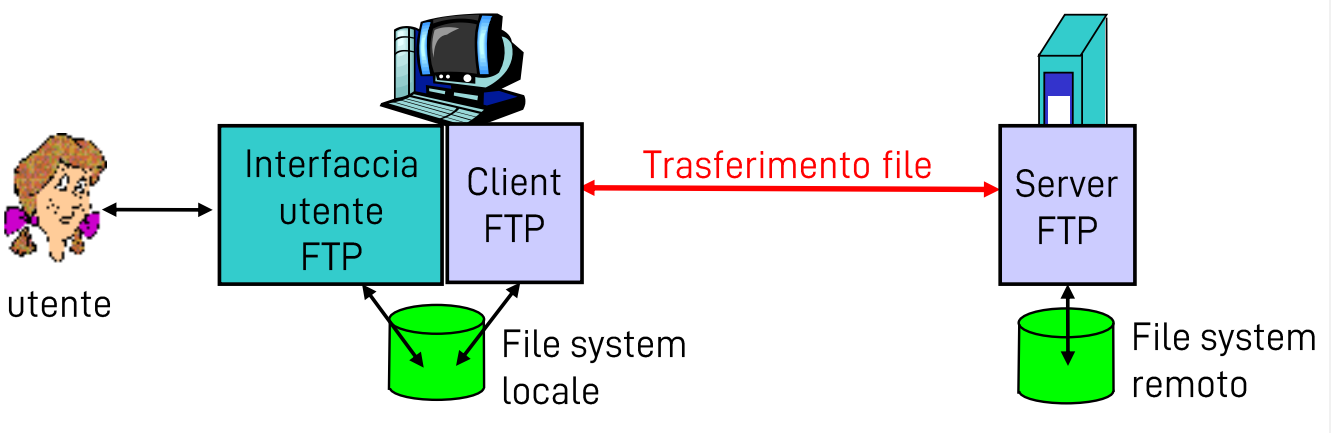 Interfaccia
utente
FTP
Client
FTP
Trasferimento file
Server
FTP
utente
File system
locale
File system
remoto